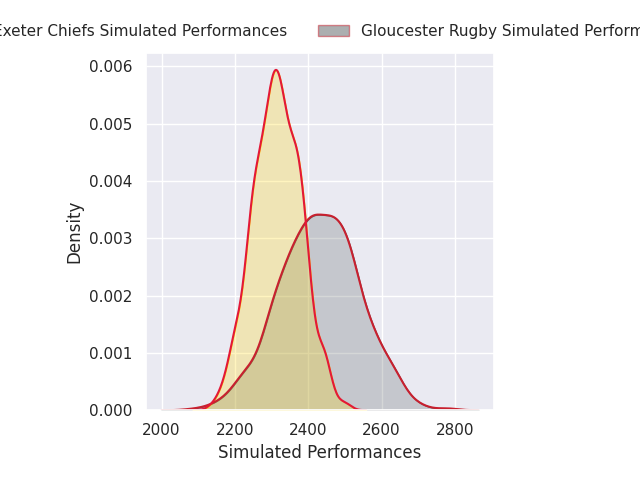 Exeter Chiefs Simulated Performances
Gloucester Rugby Simulated Perform
0.006
0.005
0.004
0.003
0.002
0.001
0.000
Density
2000 2200 2400 2600 2800
Simulated Performances